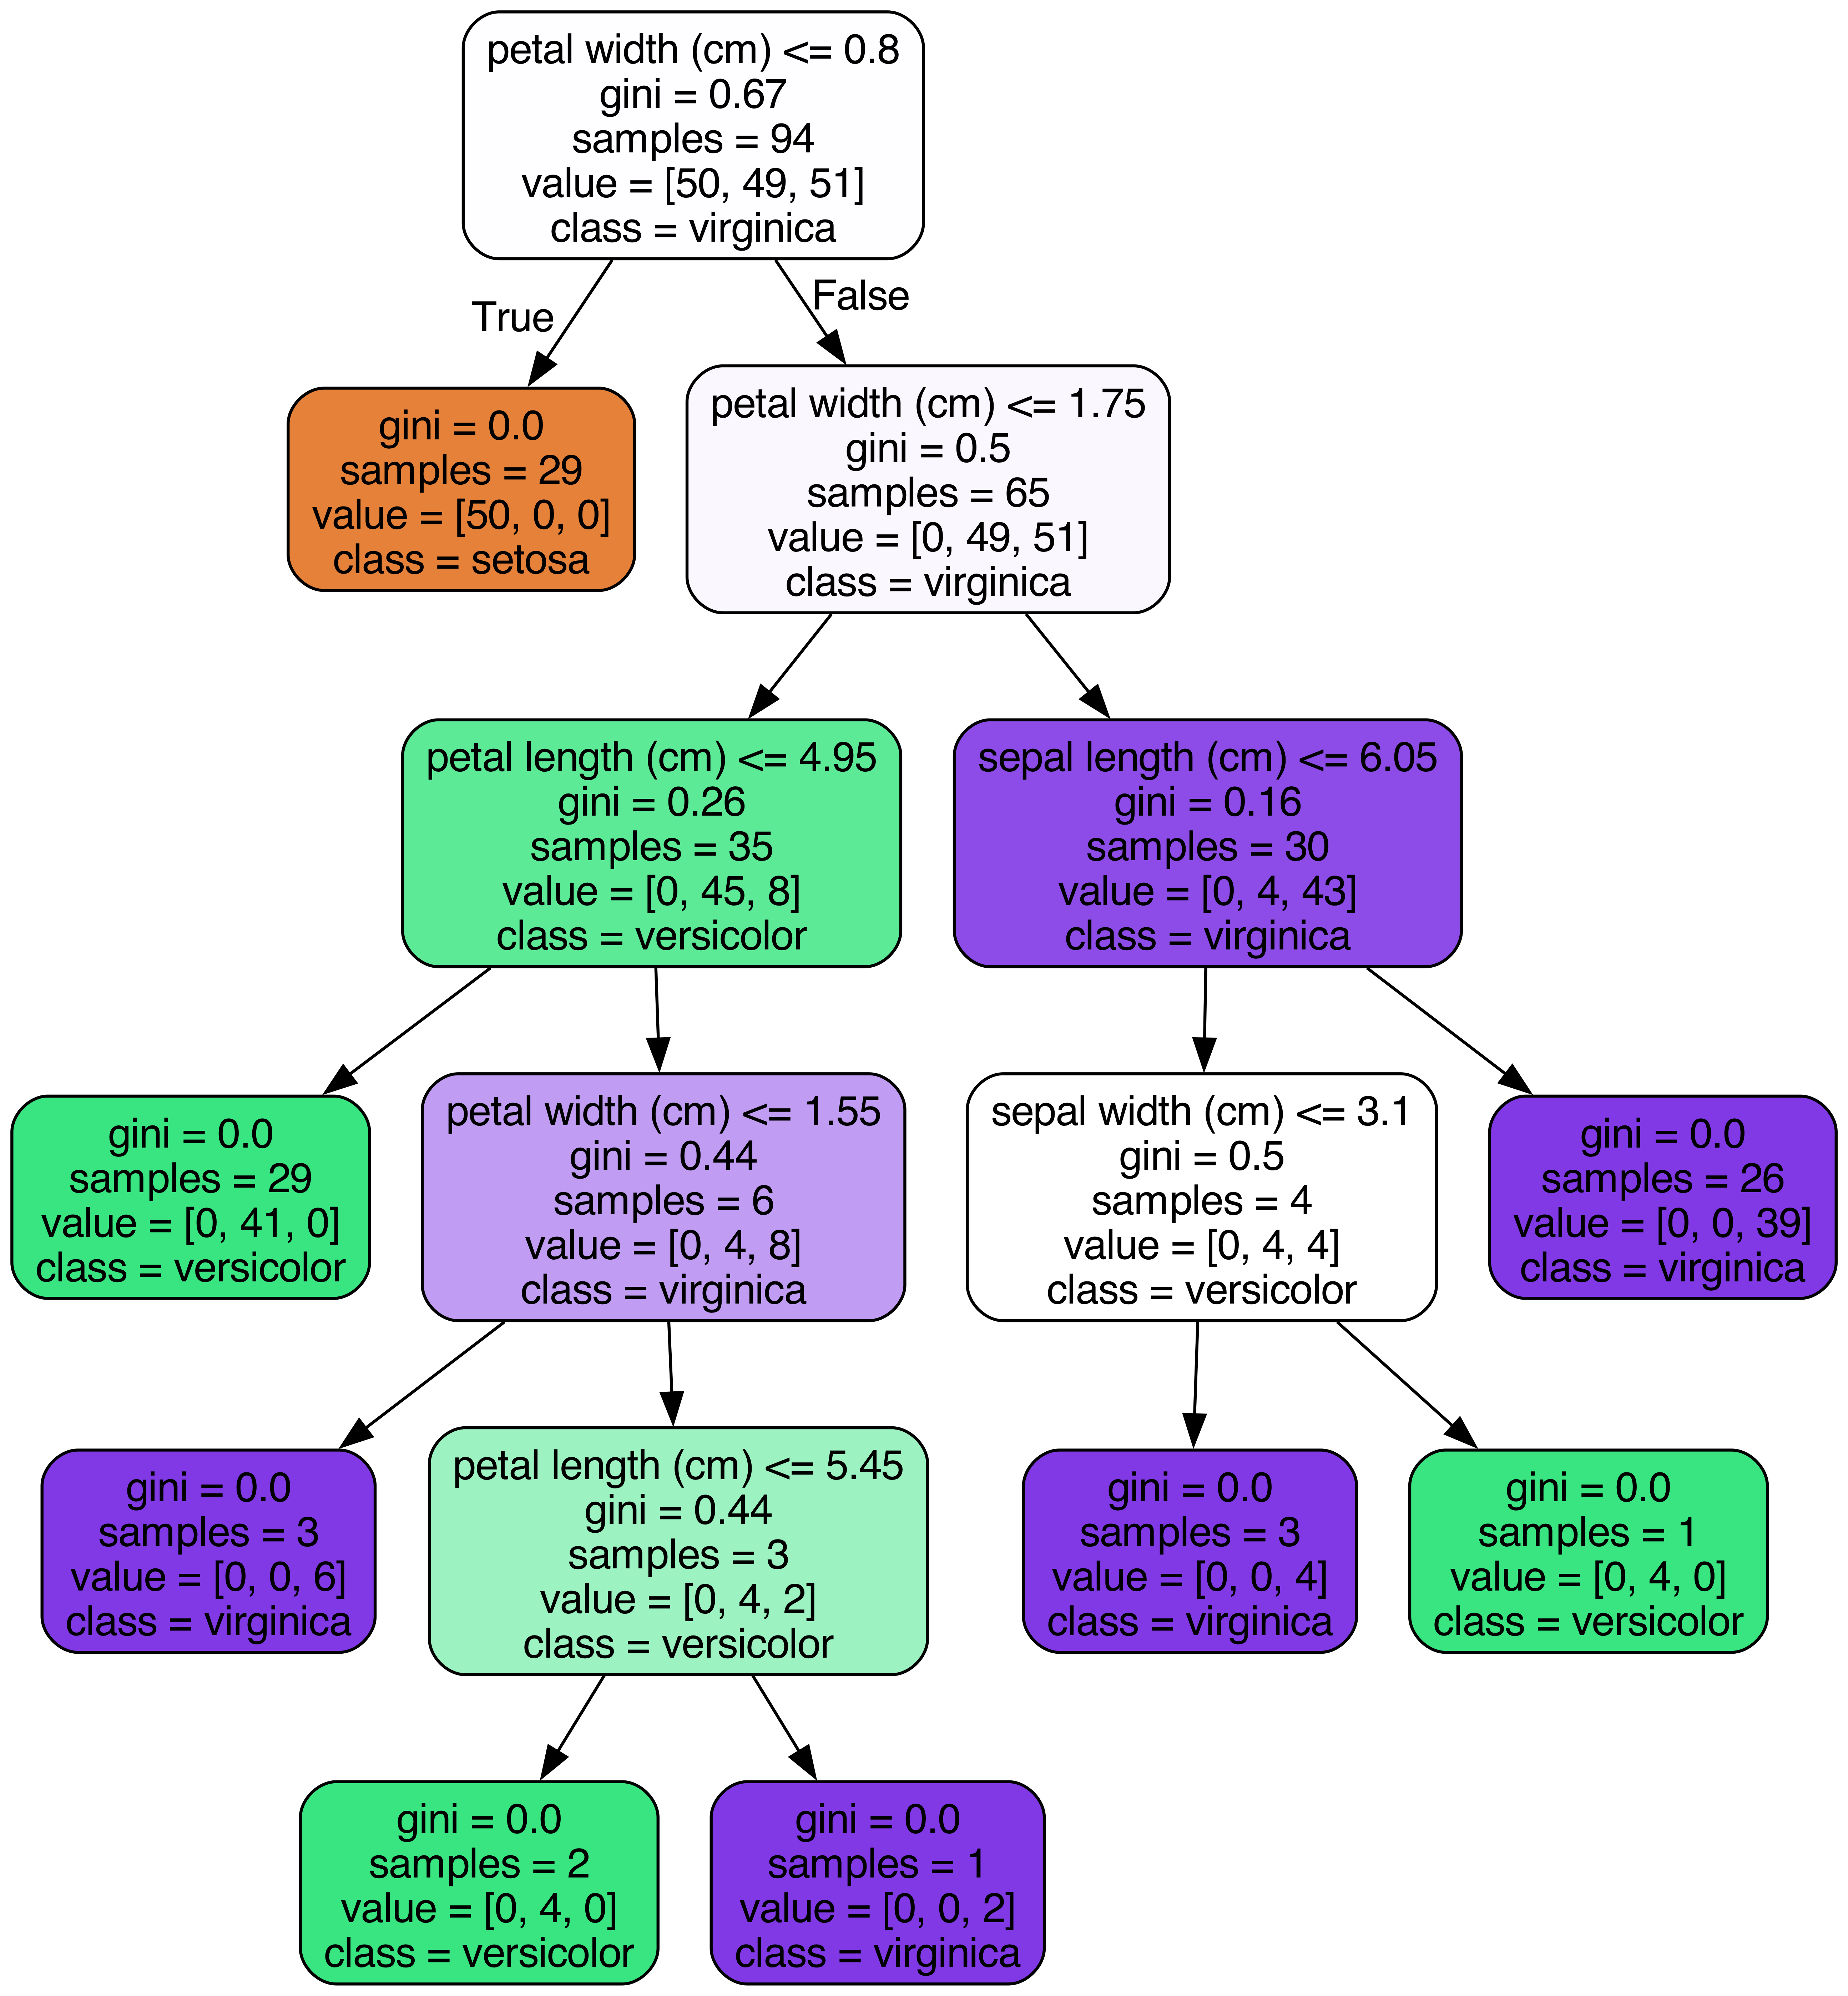 petal width (cm) <= 0.8
gini = 0.67
samples = 94
value = [50, 49, 51]
class = virginica
True
False
gini = 0.0
samples = 29
value = [50, 0, 0]
class = setosa
petal width (cm) <= 1.75
gini = 0.5
samples = 65
value = [0, 49, 51]
class = virginica
petal length (cm) <= 4.95
gini = 0.26
samples = 35
value = [0, 45, 8]
class = versicolor
sepal length (cm) <= 6.05
gini = 0.16
samples = 30
value = [0, 4, 43]
class = virginica
gini = 0.0
samples = 29
value = [0, 41, 0]
class = versicolor
petal width (cm) <= 1.55
gini = 0.44
samples = 6
value = [0, 4, 8]
class = virginica
sepal width (cm) <= 3.1
gini = 0.5
samples = 4
value = [0, 4, 4]
class = versicolor
gini = 0.0
samples = 26
value = [0, 0, 39]
class = virginica
gini = 0.0
samples = 3
value = [0, 0, 6]
class = virginica
petal length (cm) <= 5.45
gini = 0.44
samples = 3
value = [0, 4, 2]
class = versicolor
gini = 0.0
samples = 3
value = [0, 0, 4]
class = virginica
gini = 0.0
samples = 1
value = [0, 4, 0]
class = versicolor
gini = 0.0
samples = 2
value = [0, 4, 0]
class = versicolor
gini = 0.0
samples = 1
value = [0, 0, 2]
class = virginica